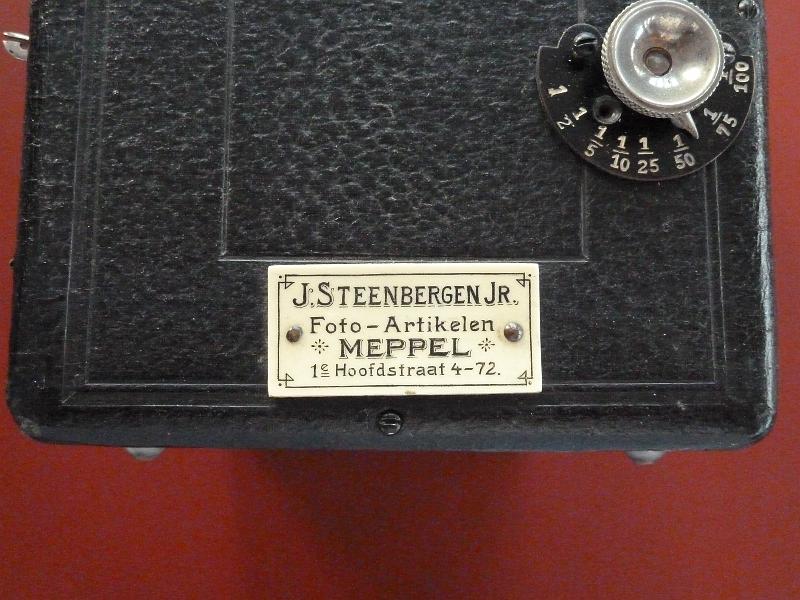 J. STEENBERGEN JR.
Foto-Artikelen
MEPPEL
1e Hoofdstraat 4-72.
1 1/2 1/5 1/10 1/25 1/50 1/75 1/100